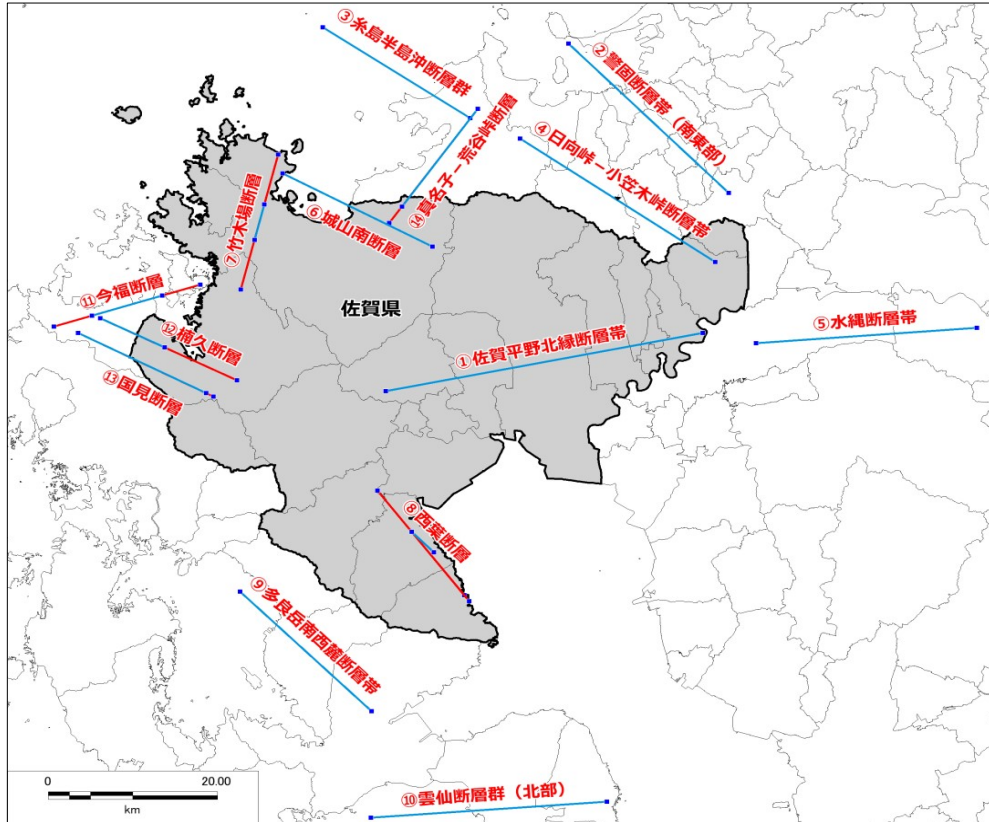 ③糸島半島沖断層群
②警固断層帯（南東部）
④日向峠－小笠木峠断層帯
⑭真名子－荒谷峠断層
⑦竹木場断層
⑥城山南断層
⑪今福断層
佐賀県
⑤水縄断層帯
⑫楠久断層
①佐賀平野北縁断層帯
⑬国見断層
⑧西葉断層
⑨多良岳南西麓断層帯
⑩雲仙断層群（北部）
0 20.00
km